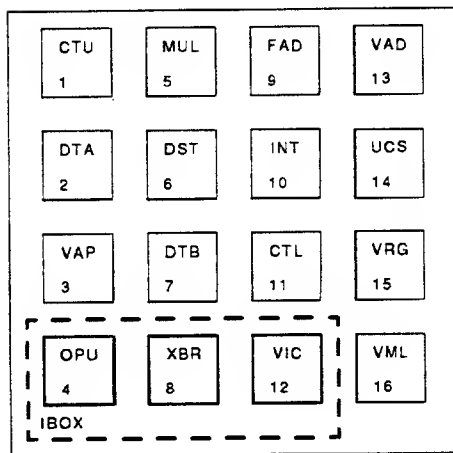 CTU MUL FAD VAD
1 5 9 13
DTA DST INT UCS
2 6 10 14
VAP DTB CTL VRG
3 7 11 15
OPU XBR VIC VML
4 8 12 16
IBOX